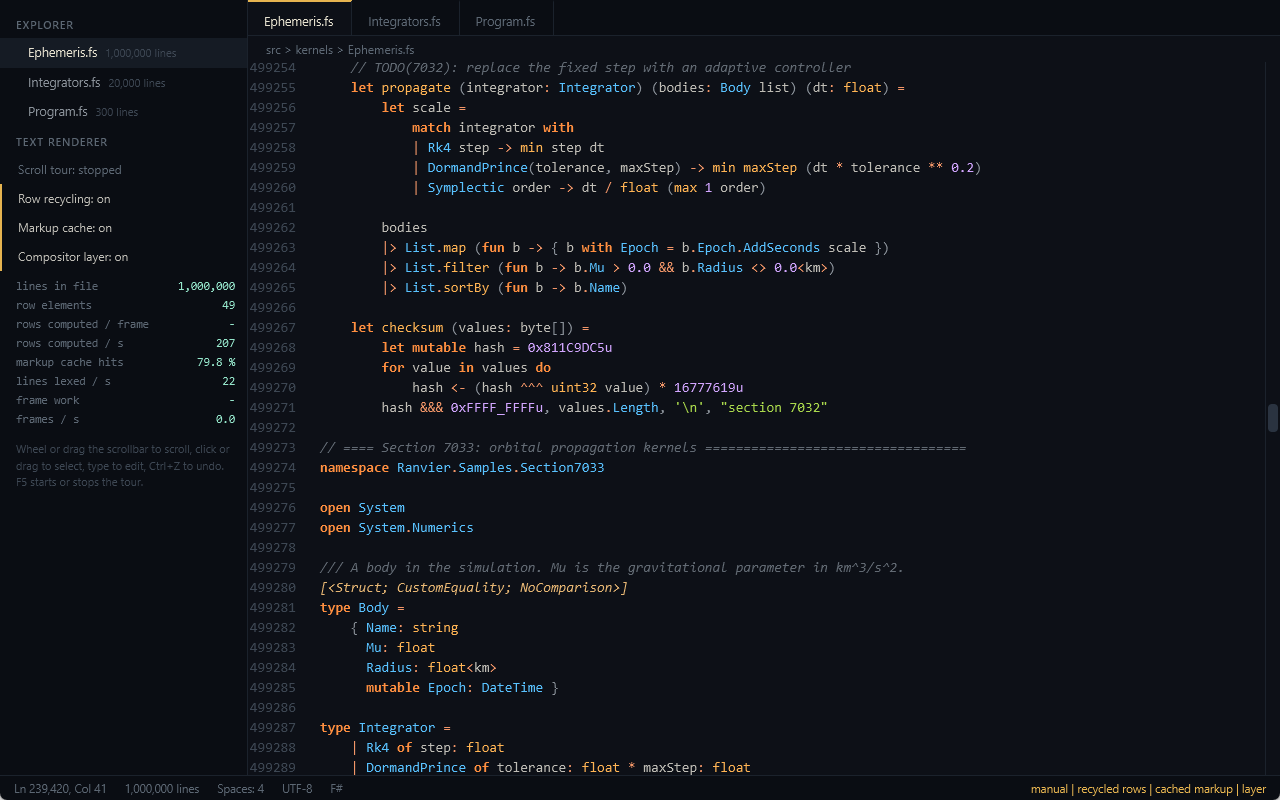 EXPLORER
Ephemeris.fs 1,000,000 lines
Integrators.fs 20,000 lines
Program.fs 300 lines
TEXT RENDERER
Scroll tour: stopped
Row recycling: on
Markup cache: on
Compositor layer: on
lines in file 1,000,000
row elements 49
rows computed / frame -
rows computed / s 207
markup cache hits 79.8 %
lines lexed / s 22
frame work -
frames / s 0.0
Wheel or drag the scrollbar to scroll, click or
drag to select, type to edit, Ctrl+Z to undo.
F5 starts or stops the tour.
Ephemeris.fs Integrators.fs Program.fs
src > kernels > Ephemeris.fs
499254     // TODO(7032): replace the fixed step with an adaptive controller
499255     let propagate (integrator: Integrator) (bodies: Body list) (dt: float) =
499256         let scale =
499257             match integrator with
499258             | Rk4 step -> min step dt
499259             | DormandPrince(tolerance, maxStep) -> min maxStep (dt * tolerance ** 0.2)
499260             | Symplectic order -> dt / float (max 1 order)
499261
499262         bodies
499263         |> List.map (fun b -> { b with Epoch = b.Epoch.AddSeconds scale })
499264         |> List.filter (fun b -> b.Mu > 0.0 && b.Radius <> 0.0<km>)
499265         |> List.sortBy (fun b -> b.Name)
499266
499267     let checksum (values: byte[]) =
499268         let mutable hash = 0x811C9DC5u
499269         for value in values do
499270             hash <- (hash ^^^ uint32 value) * 16777619u
499271         hash &&& 0xFFFF_FFFFu, values.Length, '\n', "section 7032"
499272
499273 // ==== Section 7033: orbital propagation kernels ==================================
499274 namespace Ranvier.Samples.Section7033
499275
499276 open System
499277 open System.Numerics
499278
499279 /// A body in the simulation. Mu is the gravitational parameter in km^3/s^2.
499280 [<Struct; CustomEquality; NoComparison>]
499281 type Body =
499282     { Name: string
499283       Mu: float
499284       Radius: float<km>
499285       mutable Epoch: DateTime }
499286
499287 type Integrator =
499288     | Rk4 of step: float
499289     | DormandPrince of tolerance: float * maxStep: float
Ln 239,420, Col 41 1,000,000 lines Spaces: 4 UTF-8 F# manual | recycled rows | cached markup | layer